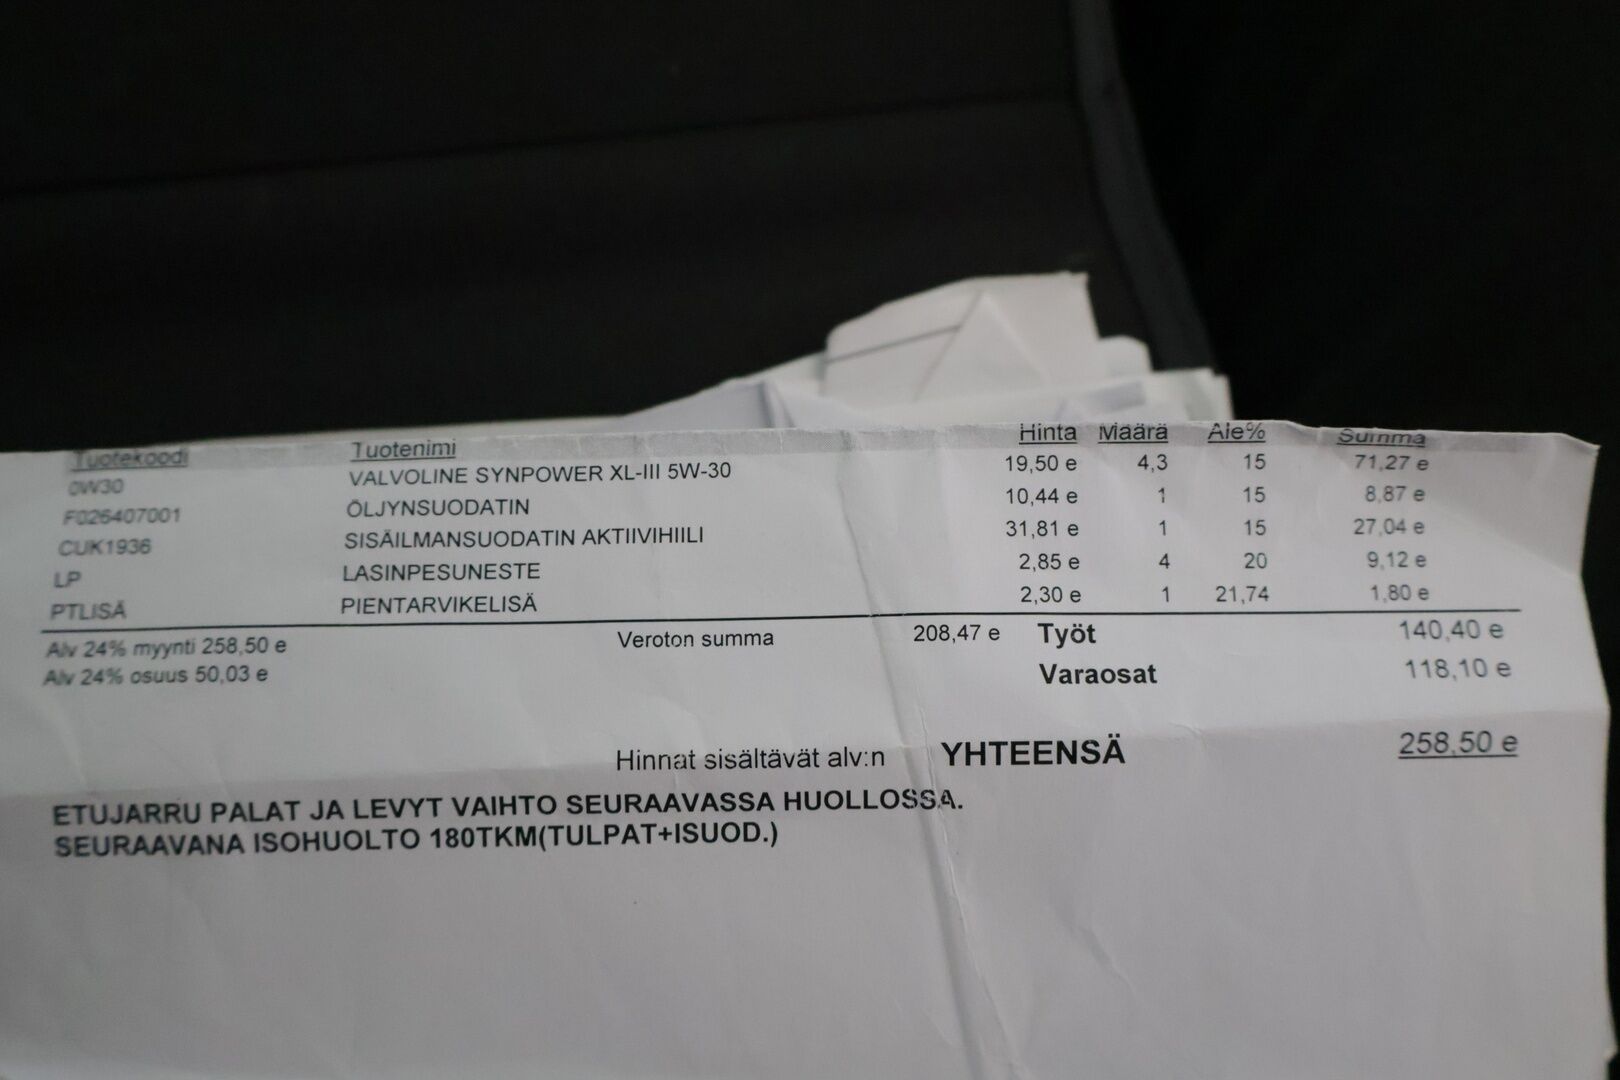 Tuotekoodi Tuotenimi Hinta Määrä Ale% Summa
0W30 VALVOLINE SYNPOWER XL-III 5W-30 19,50 e 4,3 15 71,27 e
F026407001 ÖLJYNSUODATIN 10,44 e 1 15 8,87 e
CUK1936 SISÄILMANSUODATIN AKTIIVIHIILI 31,81 e 1 15 27,04 e
LP LASINPESUNESTE 2,85 e 4 20 9,12 e
PTLISÄ PIENTARVIKELISÄ 2,30 e 1 21,74 1,80 e
Alv 24% myynti 258,50 e Veroton summa 208,47 e Työt 140,40 e
Alv 24% osuus 50,03 e Varaosat 118,10 e
Hinnat sisältävät alv:n YHTEENSÄ 258,50 e
ETUJARRU PALAT JA LEVYT VAIHTO SEURAAVASSA HUOLLOSSA.
SEURAAVANA ISOHUOLTO 180TKM(TULPAT+ISUOD.)